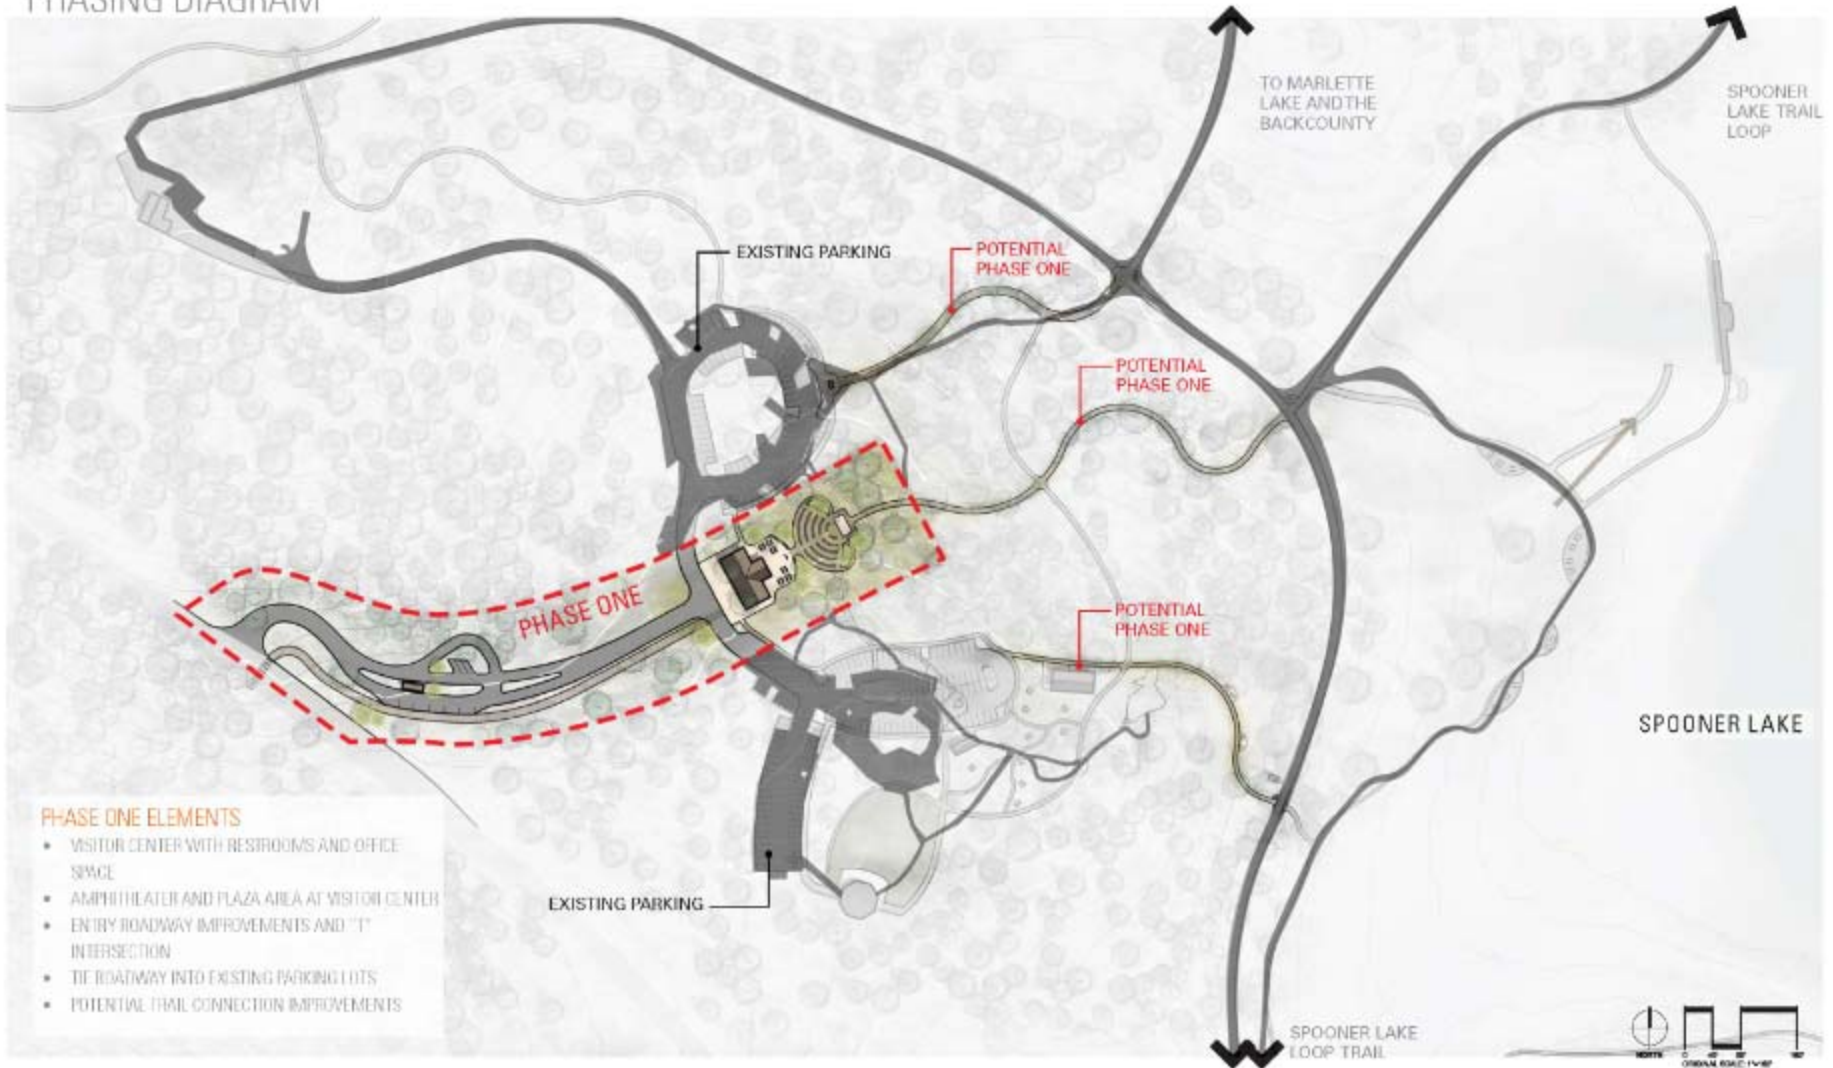 PHASING DIAGRAM
TO MARLETTE
LAKE AND THE
BACKCOUNTY
SPOONER
LAKE TRAIL
LOOP
EXISTING PARKING
POTENTIAL
PHASE ONE
POTENTIAL
PHASE ONE
PHASE ONE
POTENTIAL
PHASE ONE
SPOONER LAKE
PHASE ONE ELEMENTS
• VISITOR CENTER WITH RESTROOMS AND OFFICE
SPACE
• AMPHITHEATER AND PLAZA AREA AT VISITOR CENTER
• ENTRY ROADWAY IMPROVEMENTS AND "T"
INTERSECTION
• TIE ROADWAY INTO EXISTING PARKING LOTS
• POTENTIAL TRAIL CONNECTION IMPROVEMENTS
EXISTING PARKING
SPOONER LAKE
LOOP TRAIL
NORTH
ORIGINAL SCALE: